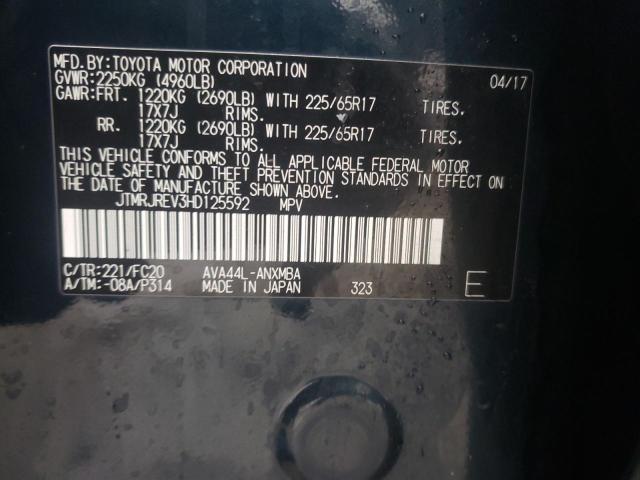 MFD.BY:TOYOTA MOTOR CORPORATION 04/17
GVWR:2250KG (4960LB)
GAWR:FRT. 1220KG (2690LB) WITH 225/65R17 TIRES.
17X7J RIMS.
RR. 1220KG (2690LB) WITH 225/65R17 TIRES.
17X7J RIMS.
THIS VEHICLE CONFORMS TO ALL APPLICABLE FEDERAL MOTOR
VEHICLE SAFETY AND THEFT PREVENTION STANDARDS IN EFFECT ON
THE DATE OF MANUFACTURE SHOWN ABOVE.
JTMRJREV3HD125592 MPV
C/TR:221/FC20 AVA44L-ANXMBA
A/TM:-08A/P314 MADE IN JAPAN 323 E